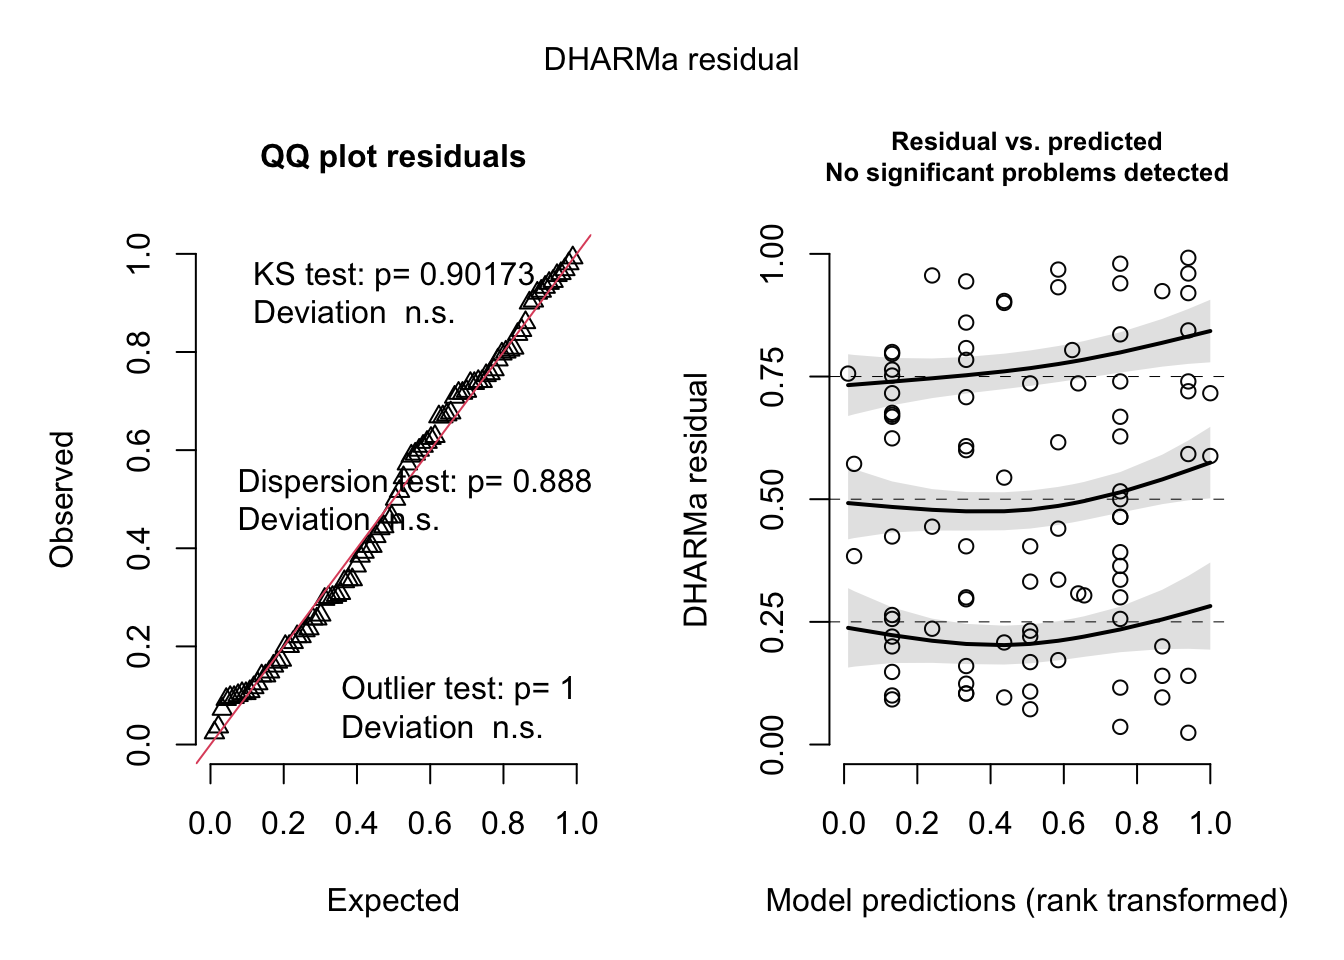 DHARMa residual
QQ plot residuals
KS test: p= 0.90173
Deviation  n.s.
Dispersion test: p= 0.888
Deviation  n.s.
Outlier test: p= 1
Deviation  n.s.
Observed
0.0
0.2
0.4
0.6
0.8
1.0
0.0 0.2 0.4 0.6 0.8 1.0
Expected
Residual vs. predicted
No significant problems detected
DHARMa residual
0.00
0.25
0.50
0.75
1.00
0.0 0.2 0.4 0.6 0.8 1.0
Model predictions (rank transformed)